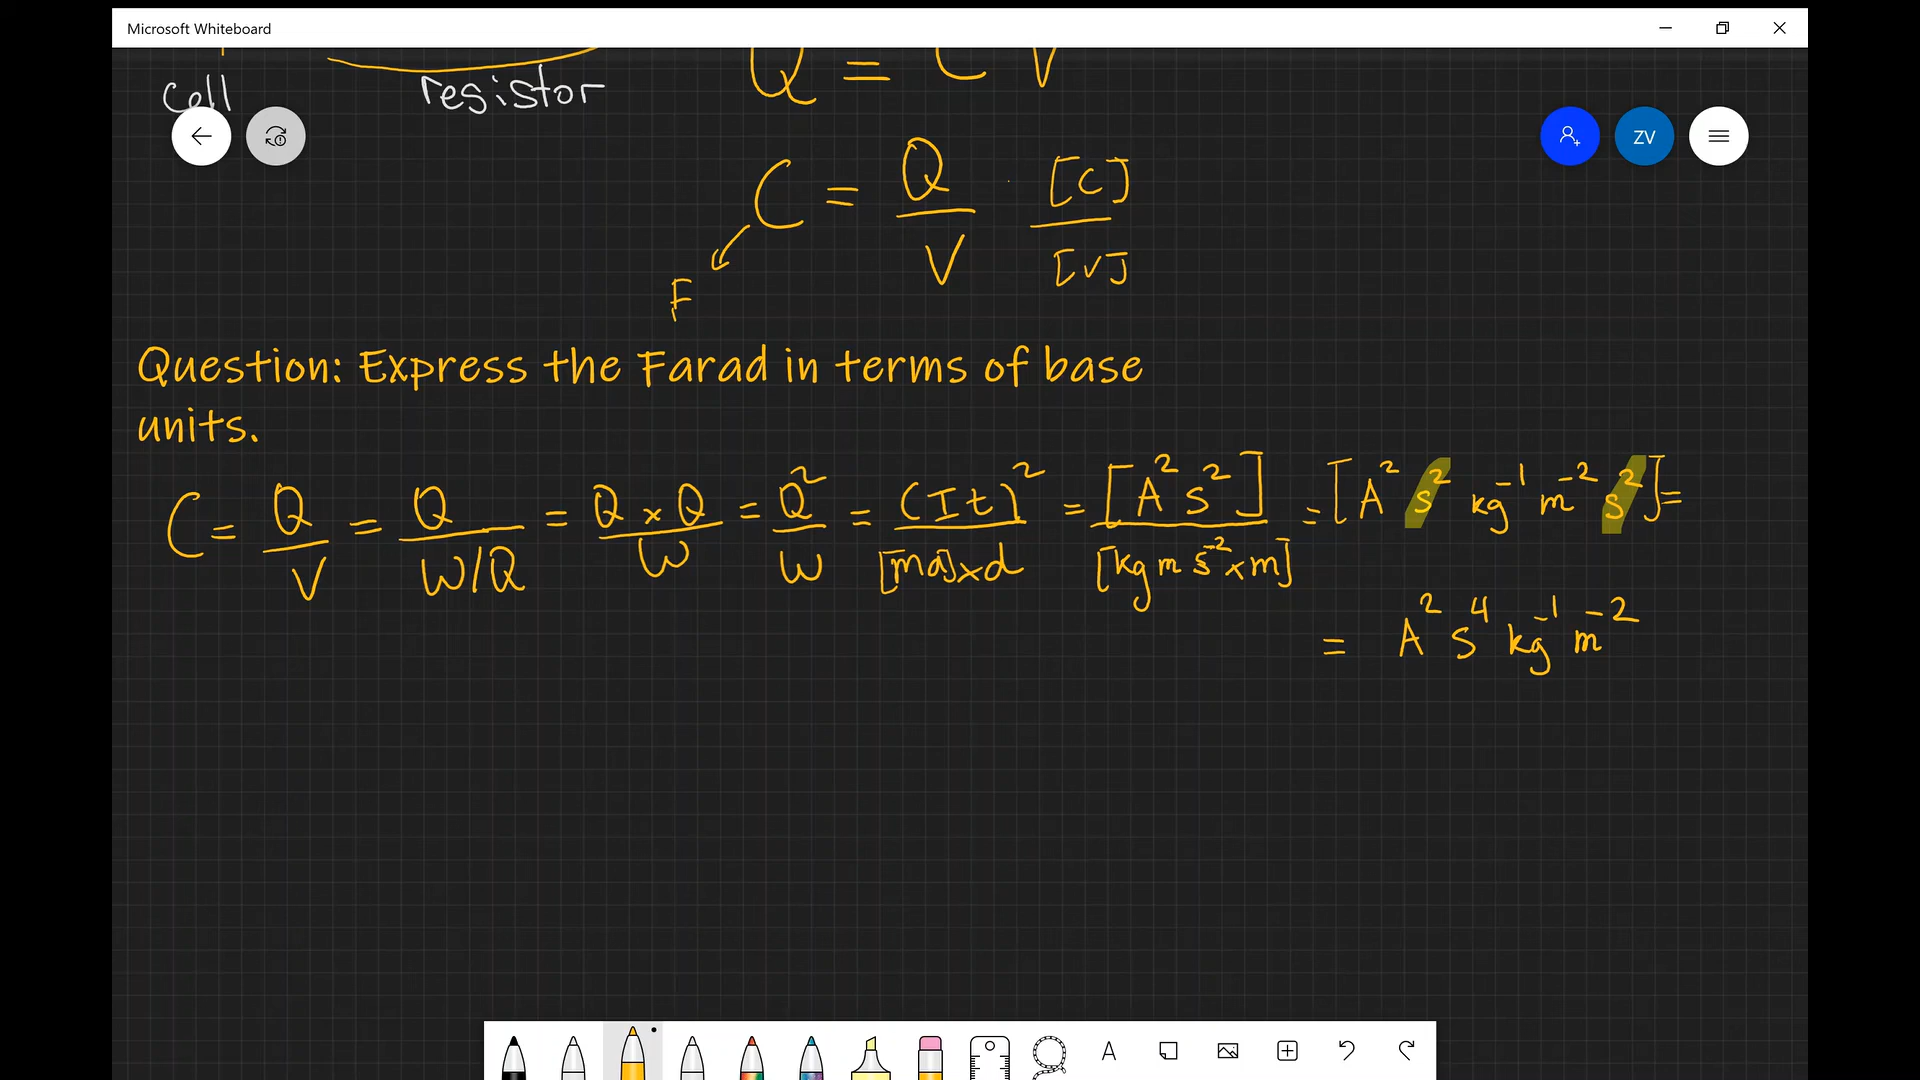 Microsoft Whiteboard
Cell resistor Q = C V
ZV
C = Q/V [C]/[V]
F
Question: Express the Farad in terms of base
units.
C = Q/V = Q/(W/Q) = (Q × Q)/W = Q²/W = (It)²/([ma]×d) = [A² s²]/[kg m s⁻² × m] = [A² s² kg⁻¹ m⁻² s²] =
= A² s⁴ kg⁻¹ m⁻²
A